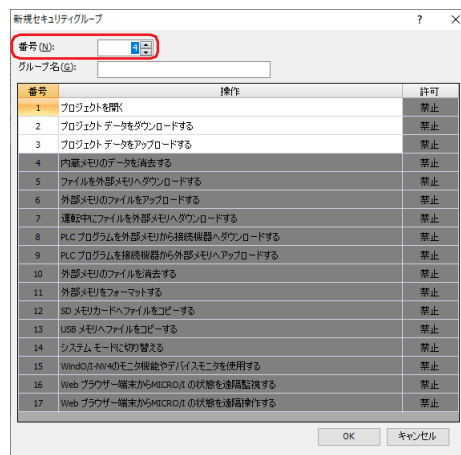 新規セキュリティグループ ? ×
番号(N): 4
グループ名(G):
番号 操作 許可
1 プロジェクトを開く 禁止
2 プロジェクト データをダウンロードする 禁止
3 プロジェクト データをアップロードする 禁止
4 内蔵メモリのデータを消去する 禁止
5 ファイルを外部メモリへダウンロードする 禁止
6 外部メモリのファイルをアップロードする 禁止
7 運転中にファイルを外部メモリへダウンロードする 禁止
8 PLC プログラムを外部メモリから接続機器へダウンロードする 禁止
9 PLC プログラムを接続機器から外部メモリへアップロードする 禁止
10 外部メモリのファイルを消去する 禁止
11 外部メモリをフォーマットする 禁止
12 SD メモリカードへファイルをコピーする 禁止
13 USB メモリへファイルをコピーする 禁止
14 システム モードに切り替える 禁止
15 WindO/I-NV4のモニタ機能やデバイスモニタを使用する 禁止
16 Web ブラウザー端末からMICRO/I の状態を遠隔監視する 禁止
17 Web ブラウザー端末からMICRO/I の状態を遠隔操作する 禁止
OK キャンセル